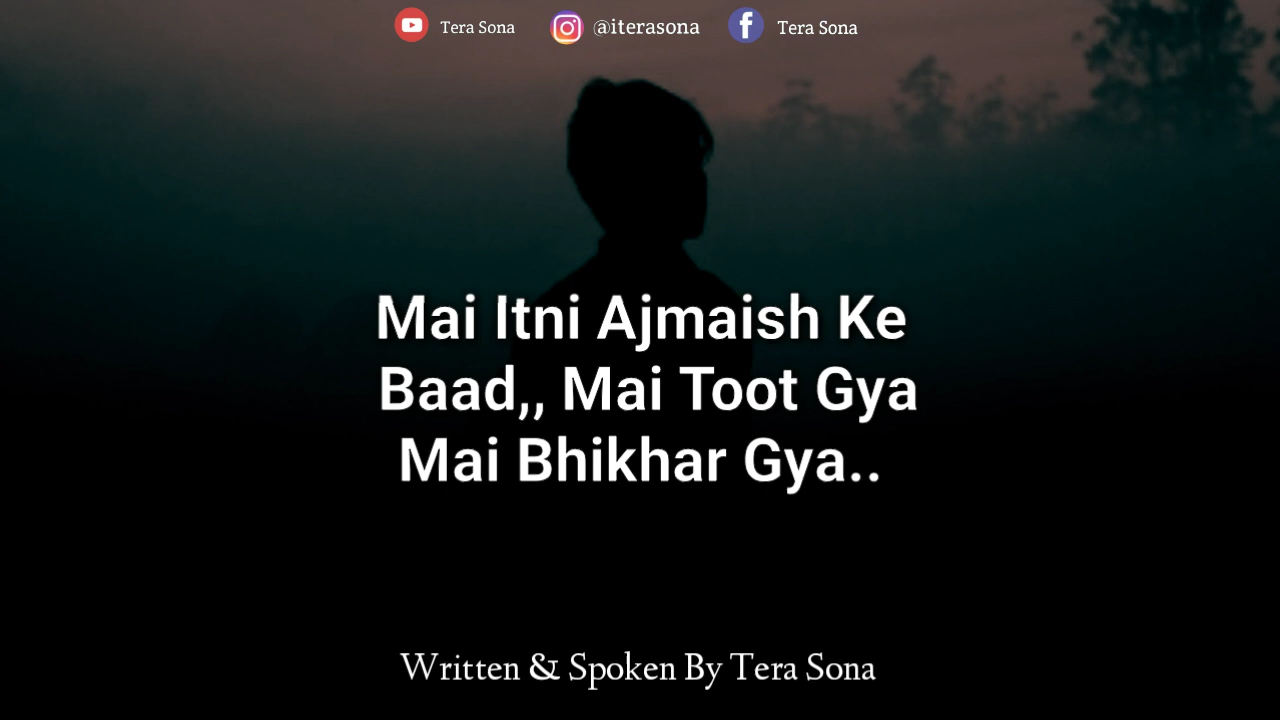 Tera Sona @iterasona Tera Sona
Mai Itni Ajmaish Ke
Baad,, Mai Toot Gya
Mai Bhikhar Gya..
Written & Spoken By Tera Sona